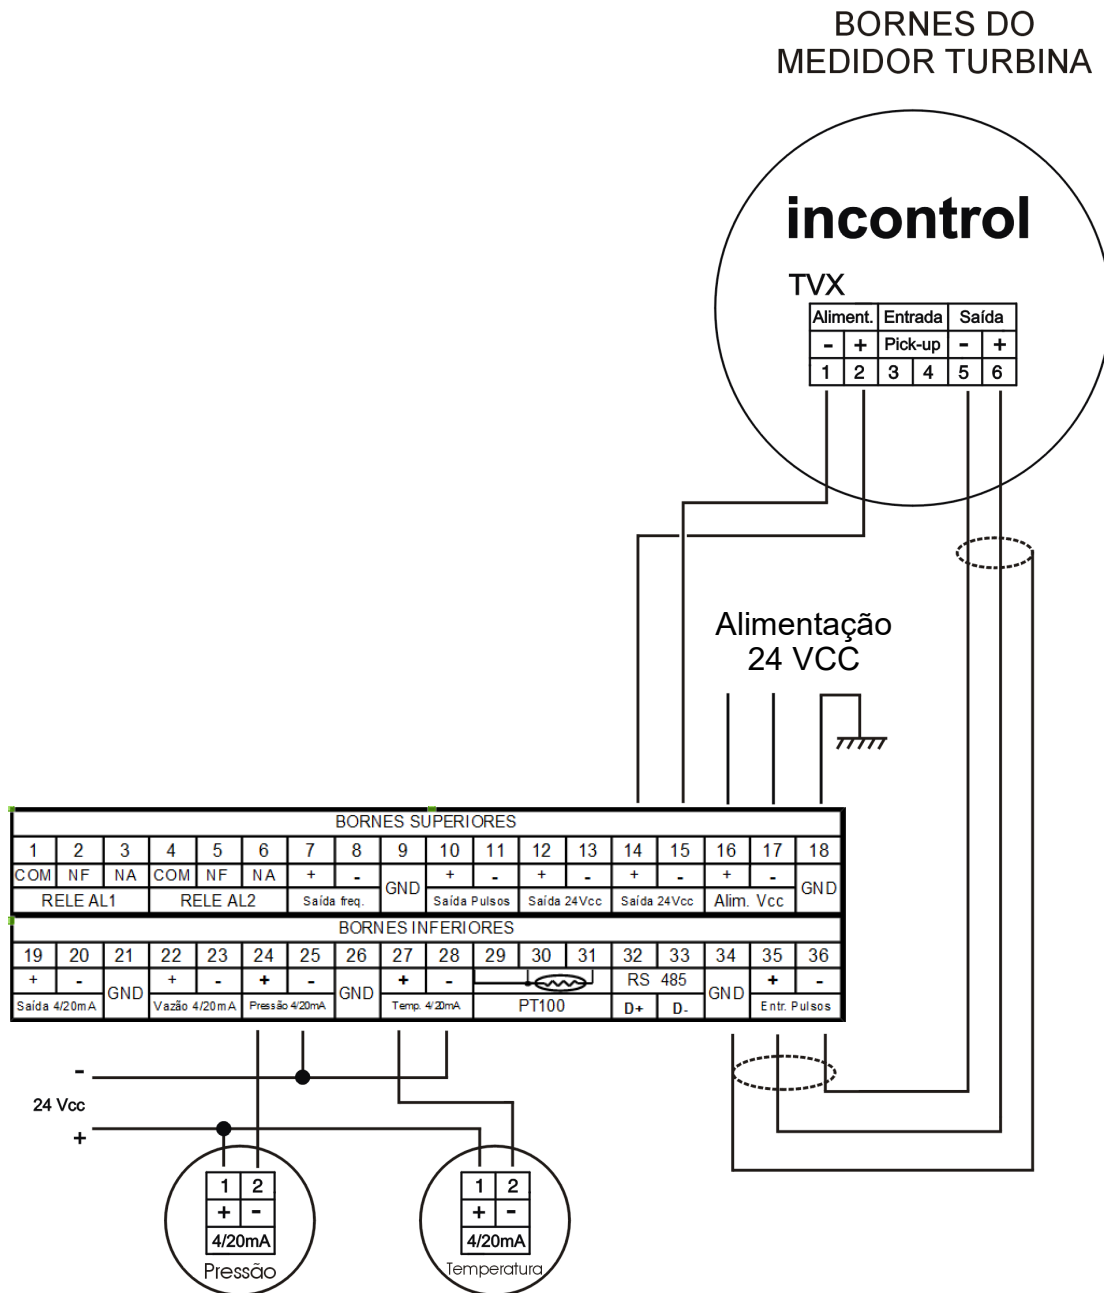 BORNES DO
MEDIDOR TURBINA
incontrol
TVX
Aliment. Entrada Saída
- + Pick-up - +
1 2 3 4 5 6
Alimentação
24 VCC
BORNES SUPERIORES
1 2 3 4 5 6 7 8 9 10 11 12 13 14 15 16 17 18
COM NF NA COM NF NA + - GND + - + - + - + - GND
RELE AL1 RELE AL2 Saída freq. Saída Pulsos Saída 24Vcc Saída 24Vcc Alim. Vcc
BORNES INFERIORES
19 20 21 22 23 24 25 26 27 28 29 30 31 32 33 34 35 36
+ - GND + - + - GND + - RS 485 GND + -
Saída 4/20mA Vazão 4/20mA Pressão 4/20mA Temp. 4/20mA PT100 D+ D- Entr. Pulsos
-
24 Vcc
+
1 2
+ -
4/20mA
Pressão
1 2
+ -
4/20mA
Temperatura